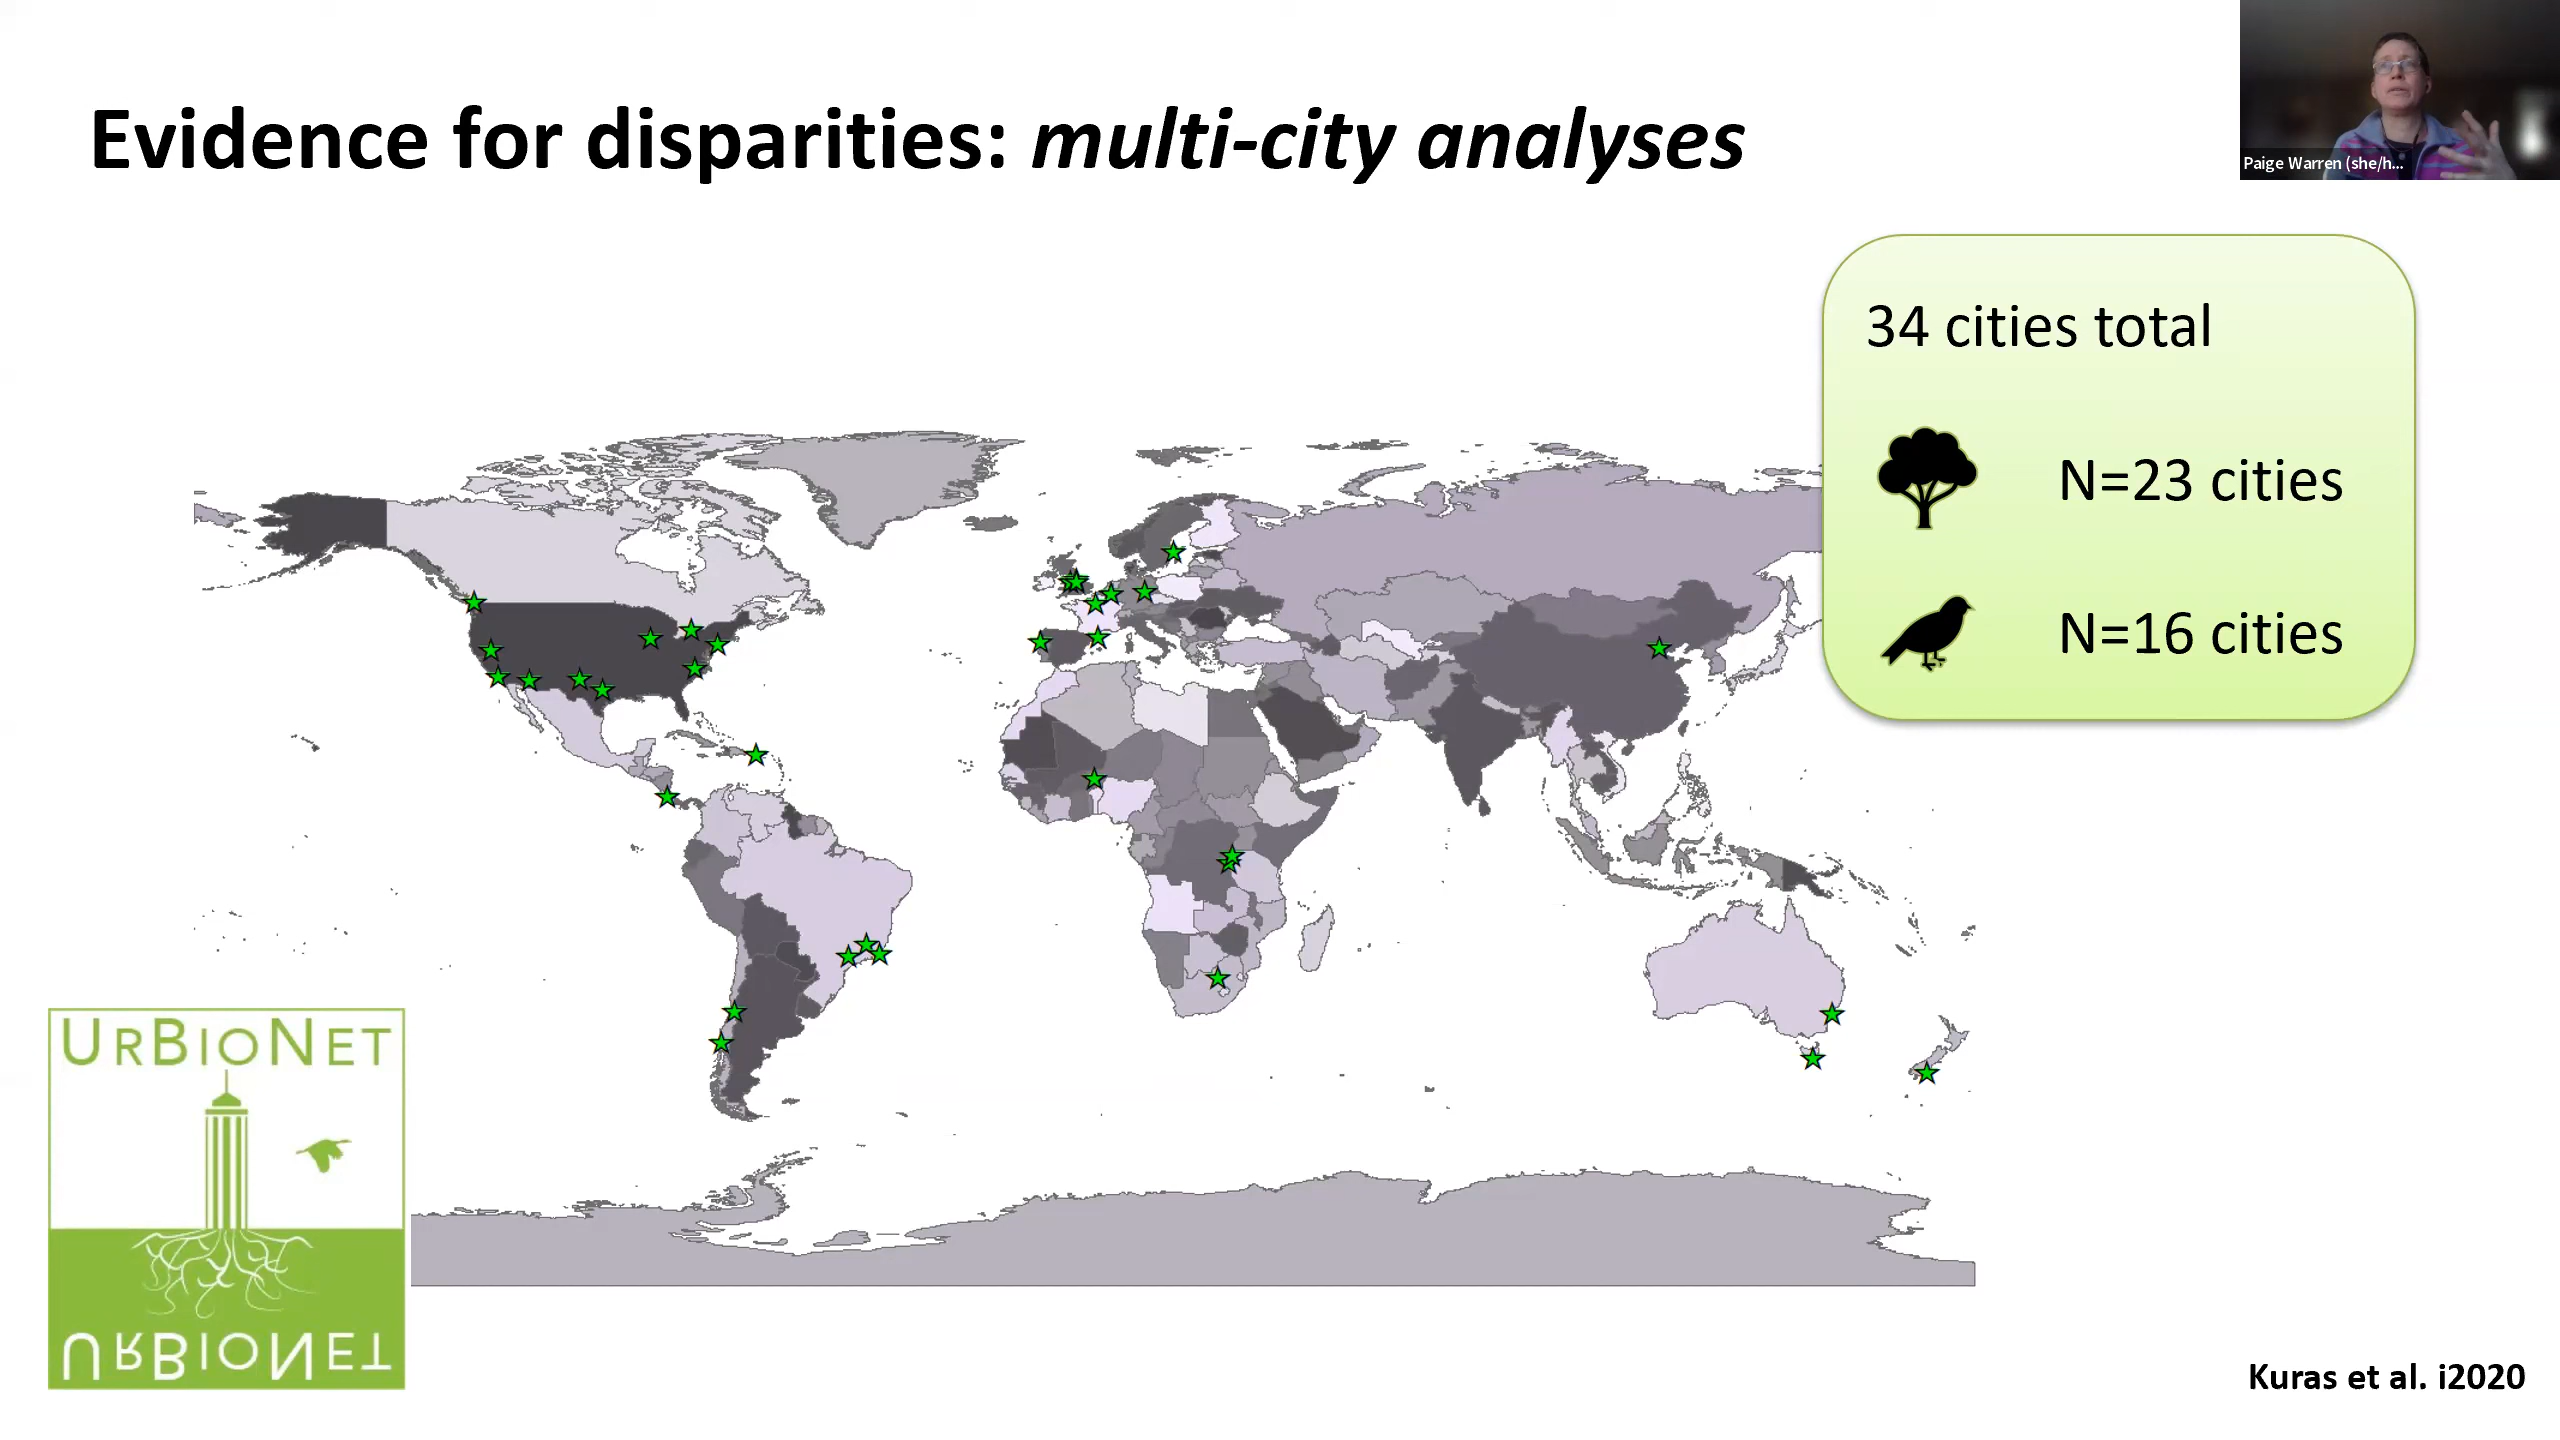 Evidence for disparities: multi-city analyses
Paige Warren (she/h...
34 cities total
N=23 cities
N=16 cities
URBIONET
URBIONET
Kuras et al. i2020